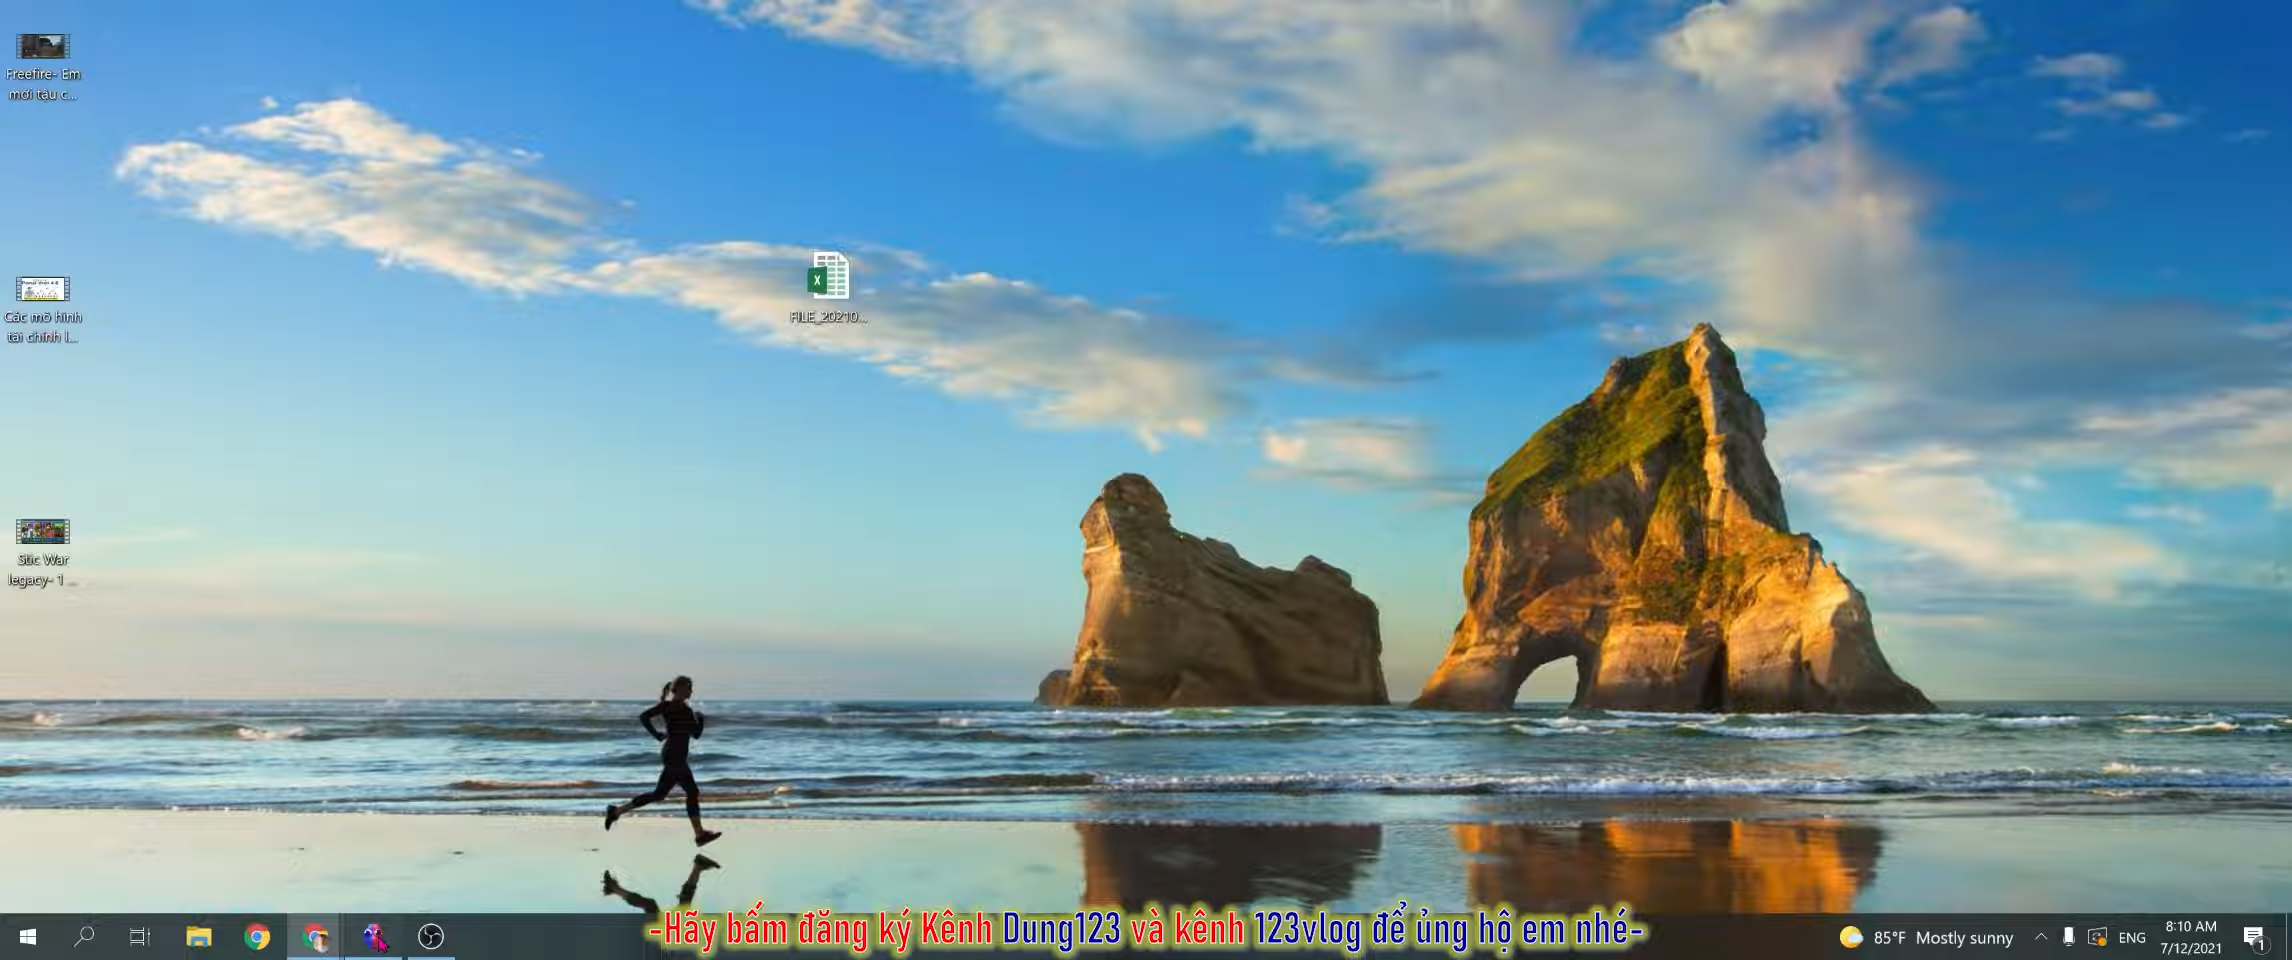 Freefire- Em
mới tậu c...
Các mô hình
tài chính l...
Stic War
legacy- 1 ...
FILE_20210...
-Hãy bấm đăng ký Kênh Dung123 và kênh 123vlog để ủng hộ em nhé-
85°F Mostly sunny
ENG
8:10 AM
7/12/2021
1